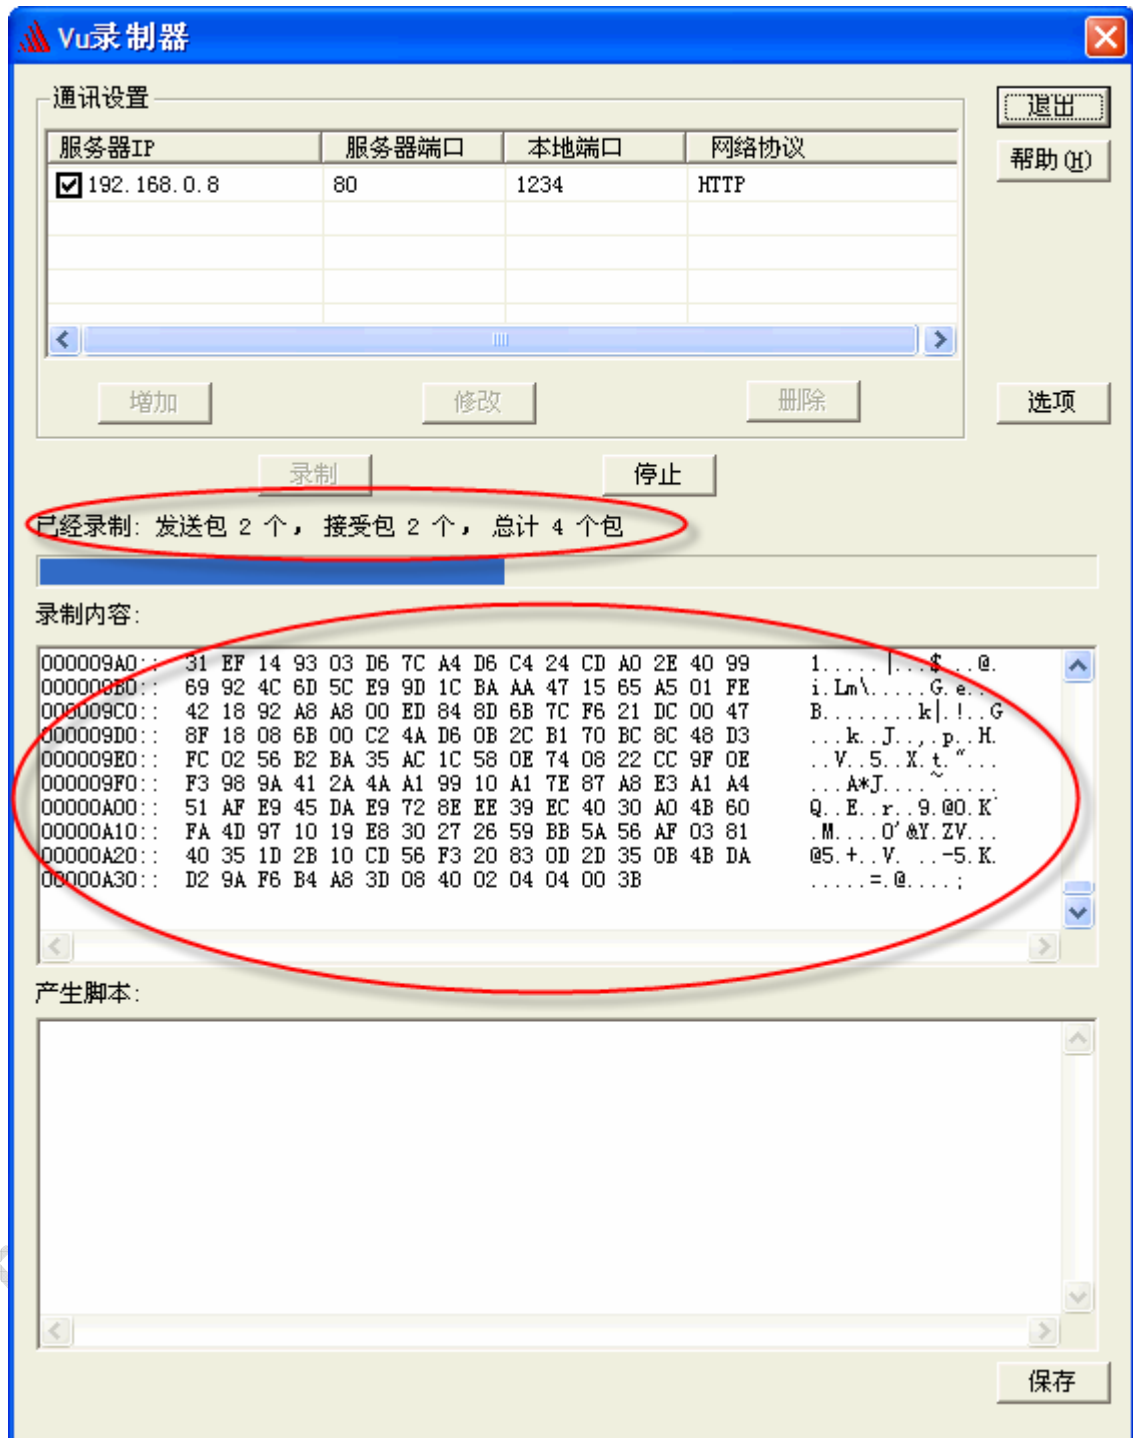 Vu录制器
通讯设置
退出
服务器IP 服务器端口 本地端口 网络协议
帮助(H)
192.168.0.8 80 1234 HTTP
增加 修改 删除 选项
录制 停止
已经录制: 发送包 2 个, 接受包 2 个, 总计 4 个包
录制内容:
000009A0:: 31 EF 14 93 03 D6 7C A4 D6 C4 24 CD A0 2E 40 99 1.....|...$...@.
000009B0:: 69 92 4C 6D 5C E9 9D 1C BA AA 47 15 65 A5 01 FE i.Lm\.....G.e...
000009C0:: 42 18 92 A8 A8 00 ED 84 8D 6B 7C F6 21 DC 00 47 B........k|.!..G
000009D0:: 8F 18 08 6B 00 C2 4A D6 0B 2C B1 70 BC 8C 48 D3 ...k..J..,.p..H.
000009E0:: FC 02 56 B2 BA 35 AC 1C 58 0E 74 08 22 CC 9F 0E ..V..5..X.t."...
000009F0:: F3 98 9A 41 2A 4A A1 99 10 A1 7E 87 A8 E3 A1 A4 ...A*J....~.....
00000A00:: 51 AF E9 45 DA E9 72 8E EE 39 EC 40 30 A0 4B 60 Q..E..r..9.@0.K`
00000A10:: FA 4D 97 10 19 E8 30 27 26 59 BB 5A 56 AF 03 81 .M....0'&Y.ZV...
00000A20:: 40 35 1D 2B 10 CD 56 F3 20 83 0D 2D 35 0B 4B DA @5.+..V. ..-5.K.
00000A30:: D2 9A F6 B4 A8 3D 08 40 02 04 04 00 3B .....=.@....;
产生脚本:
保存